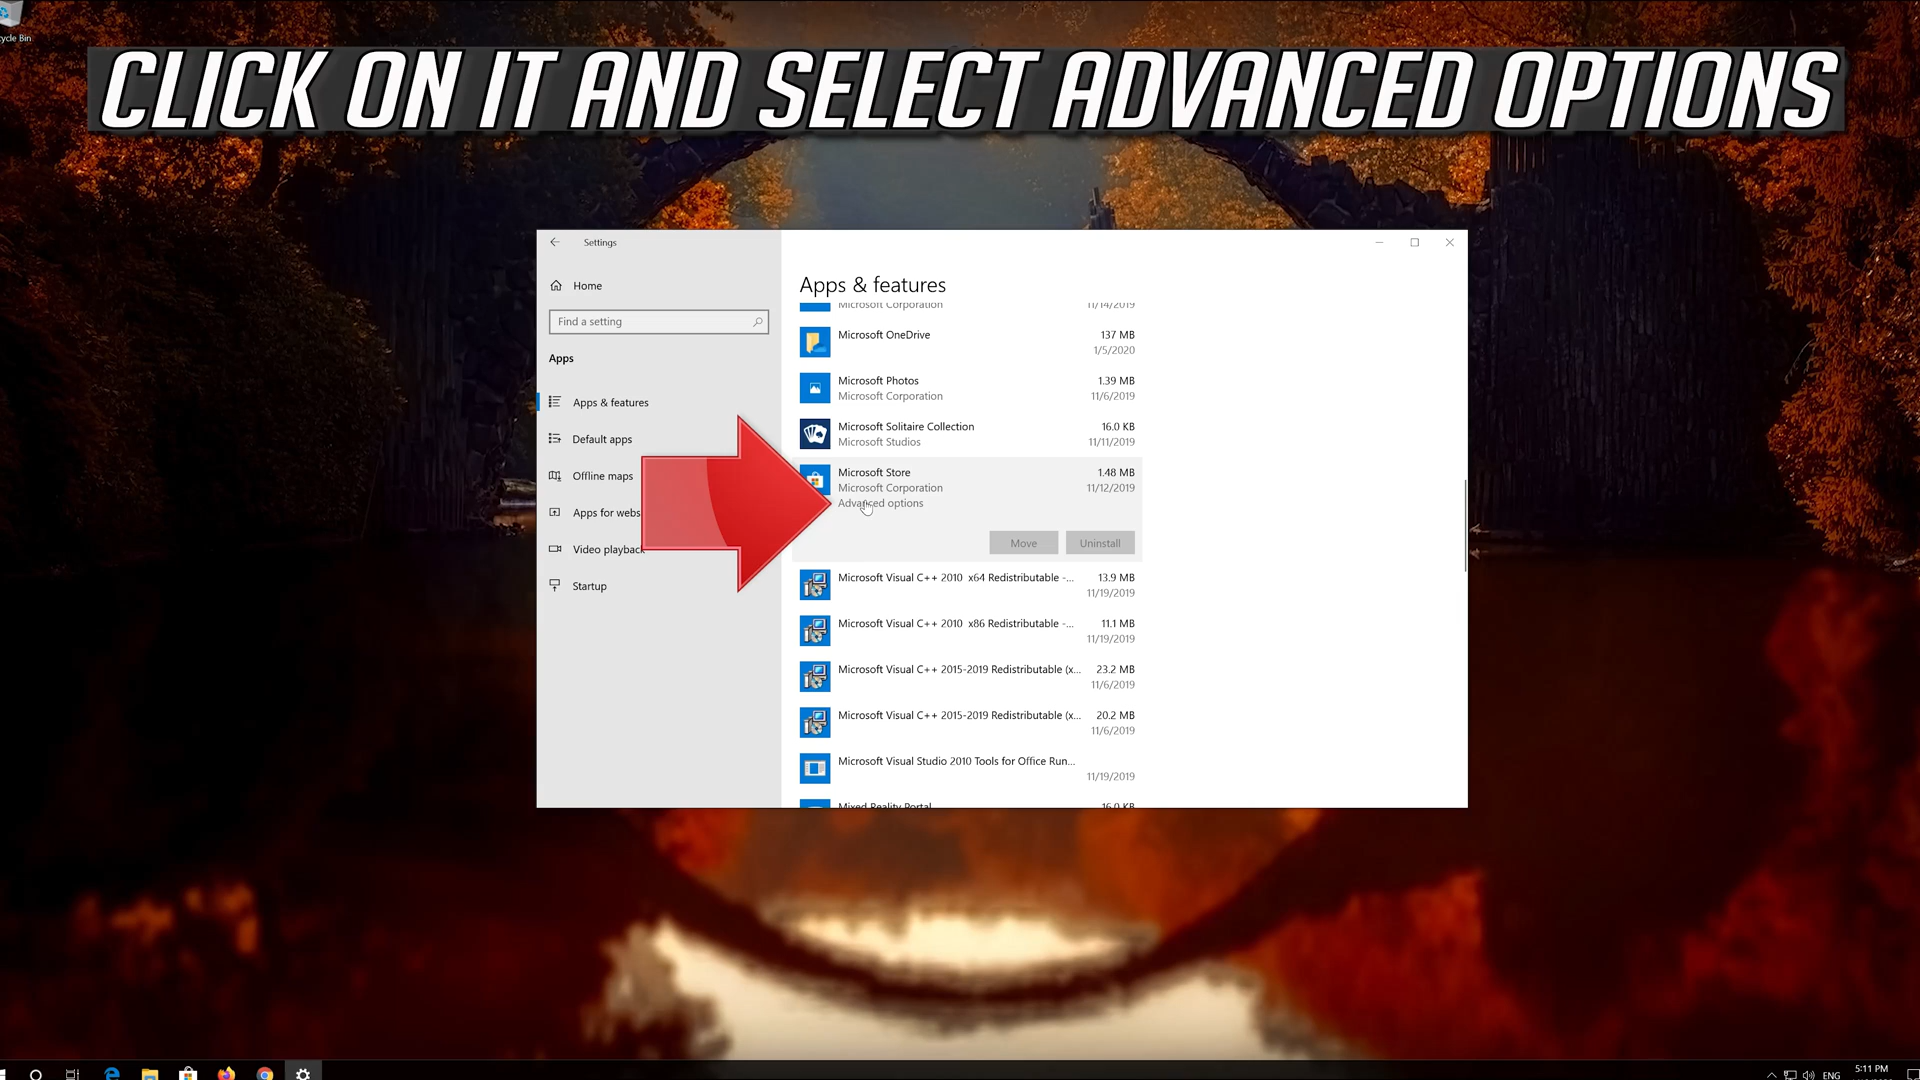 cycle Bin
CLICK ON IT AND SELECT ADVANCED OPTIONS
Settings
Home
Find a setting
Apps
Apps & features
Default apps
Offline maps
Apps for webs
Video playback
Startup
Apps & features
Microsoft Corporation 11/14/2019
Microsoft OneDrive 137 MB
1/5/2020
Microsoft Photos 1.39 MB
Microsoft Corporation 11/6/2019
Microsoft Solitaire Collection 16.0 KB
Microsoft Studios 11/11/2019
Microsoft Store 1.48 MB
Microsoft Corporation 11/12/2019
Advanced options
Move Uninstall
Microsoft Visual C++ 2010 x64 Redistributable -... 13.9 MB
11/19/2019
Microsoft Visual C++ 2010 x86 Redistributable -... 11.1 MB
11/19/2019
Microsoft Visual C++ 2015-2019 Redistributable (x... 23.2 MB
11/6/2019
Microsoft Visual C++ 2015-2019 Redistributable (x... 20.2 MB
11/6/2019
Microsoft Visual Studio 2010 Tools for Office Run...
11/19/2019
Mixed Reality Portal 16.0 KB
ENG 5:11 PM